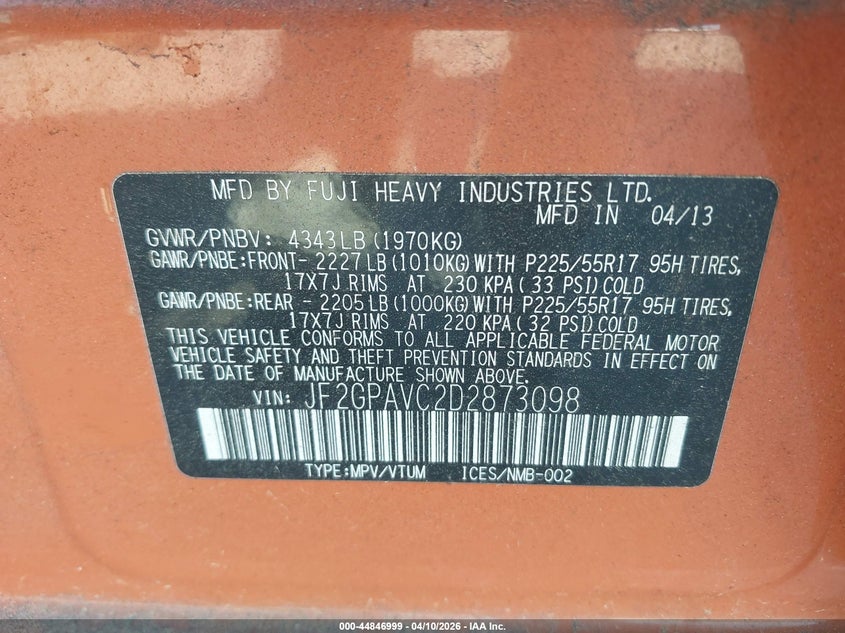 MFD BY FUJI HEAVY INDUSTRIES LTD.
MFD IN 04/13
GVWR/PNBV: 4343LB (1970KG)
GAWR/PNBE:FRONT- 2227LB (1010KG) WITH P225/55R17 95H TIRES,
17X7J RIMS AT 230 KPA (33 PSI) COLD
GAWR/PNBE:REAR - 2205LB (1000KG) WITH P225/55R17 95H TIRES,
17X7J RIMS AT 220 KPA (32 PSI) COLD
THIS VEHICLE CONFORMS TO ALL APPLICABLE FEDERAL MOTOR
VEHICLE SAFETY AND THEFT PREVENTION STANDARDS IN EFFECT ON
THE DATE OF MANUFACTURE SHOWN ABOVE.
VIN: JF2GPAVC2D2873098
TYPE:MPV/VTUM ICES/NMB-002
000-44846999 - 04/10/2026 - IAA Inc.